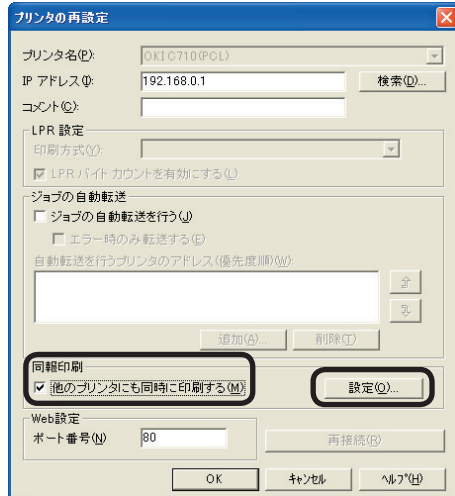 プリンタの再設定
プリンタ名(P): OKI C710(PCL)
IP アドレス(I): 192.168.0.1 検索(D)...
コメント(C):
LPR 設定
印刷方式(Y):
LPR バイト カウントを有効にする(L)
ジョブの自動転送
ジョブの自動転送を行う(J)
エラー時のみ転送する(E)
自動転送を行うプリンタのアドレス(優先度順)(W):
追加(A)... 削除(T)
同報印刷
他のプリンタにも同時に印刷する(M) 設定(O)...
Web設定
ポート番号(N) 80 再接続(R)
OK キャンセル ヘルプ(H)